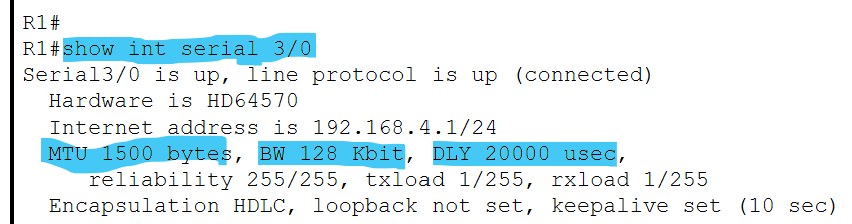 R1#
R1#show int serial 3/0
Serial3/0 is up, line protocol is up (connected)
Hardware is HD64570
Internet address is 192.168.4.1/24
MTU 1500 bytes, BW 128 Kbit, DLY 20000 usec,
reliability 255/255, txload 1/255, rxload 1/255
Encapsulation HDLC, loopback not set, keepalive set (10 sec)